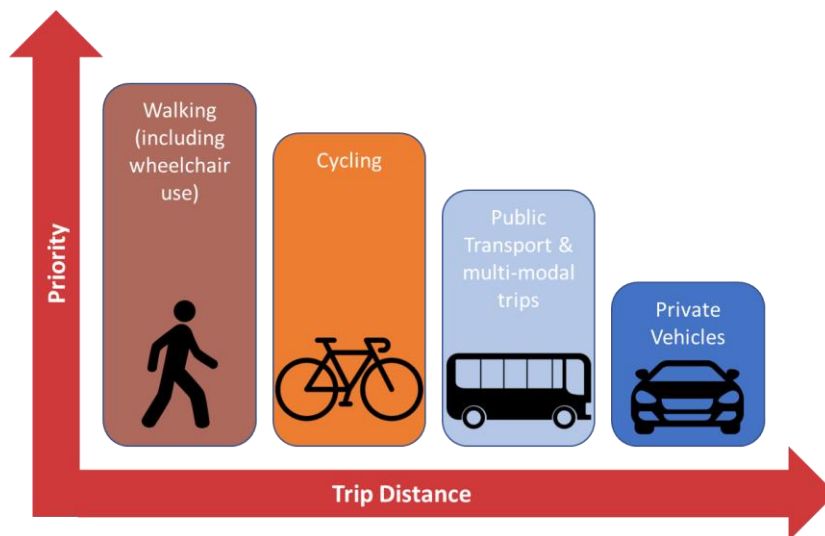 Walking
(including
wheelchair
use)
Cycling
Public
Transport &
multi-modal
trips
Private
Vehicles
Priority
Trip Distance